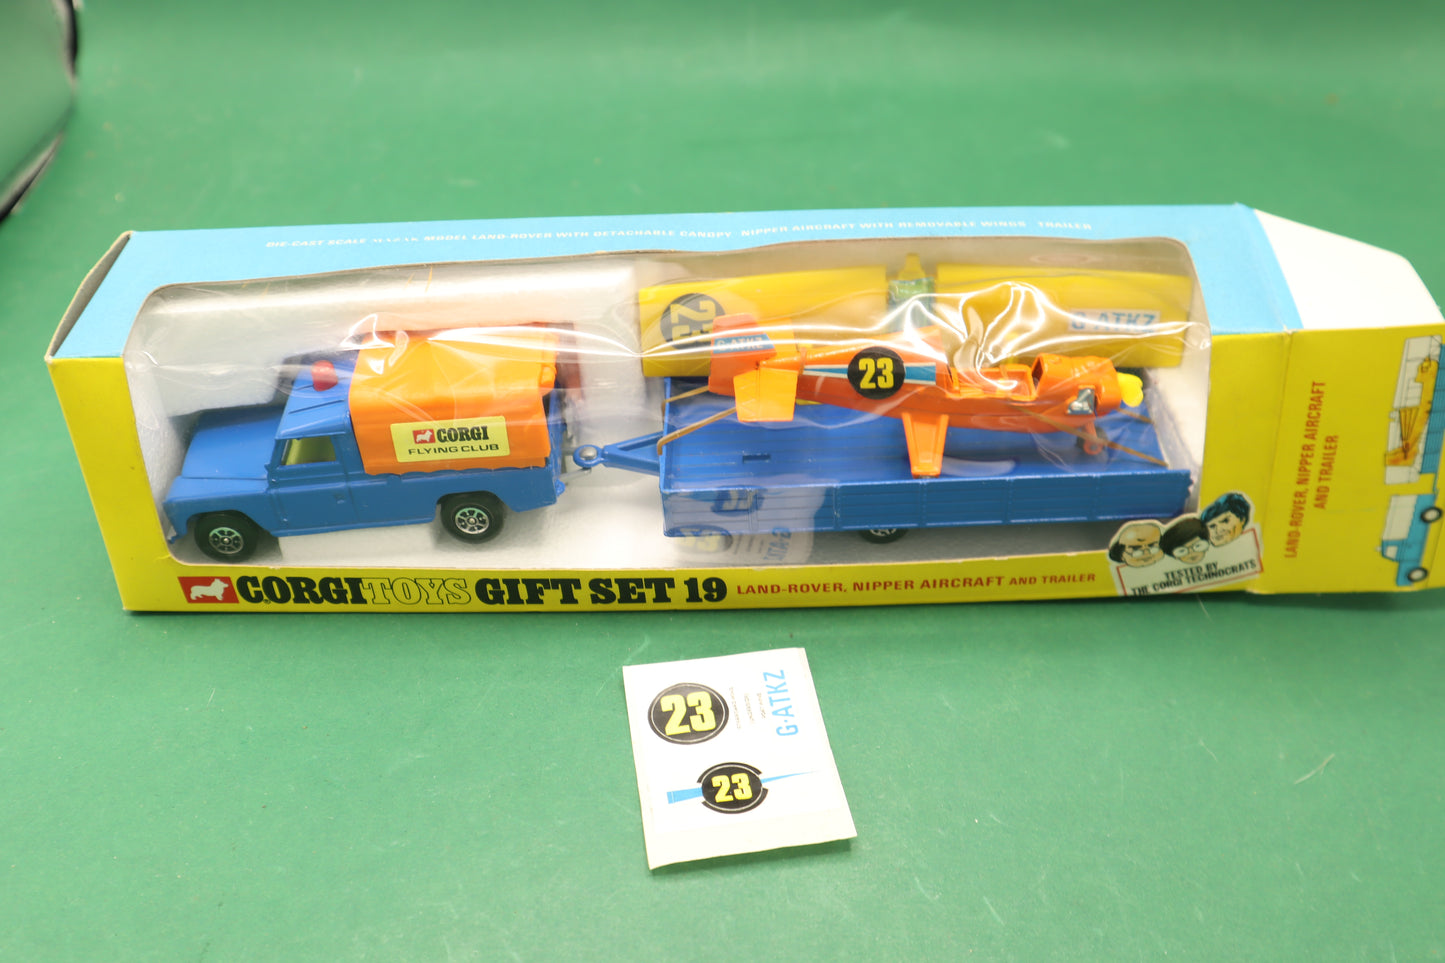 DIE-CAST SCALE MODEL LAND-ROVER WITH DETACHABLE CANOPY NIPPER AIRCRAFT WITH REMOVABLE WINGS TRAILER
23
G-ATKZ
G-ATKZ
23
CORGI
FLYING CLUB
LAND-ROVER, NIPPER AIRCRAFT
AND TRAILER
TESTED BY
THE CORGI TECHNOCRATS
CORGI TOYS GIFT SET 19 LAND-ROVER, NIPPER AIRCRAFT AND TRAILER
23
G-ATKZ
23